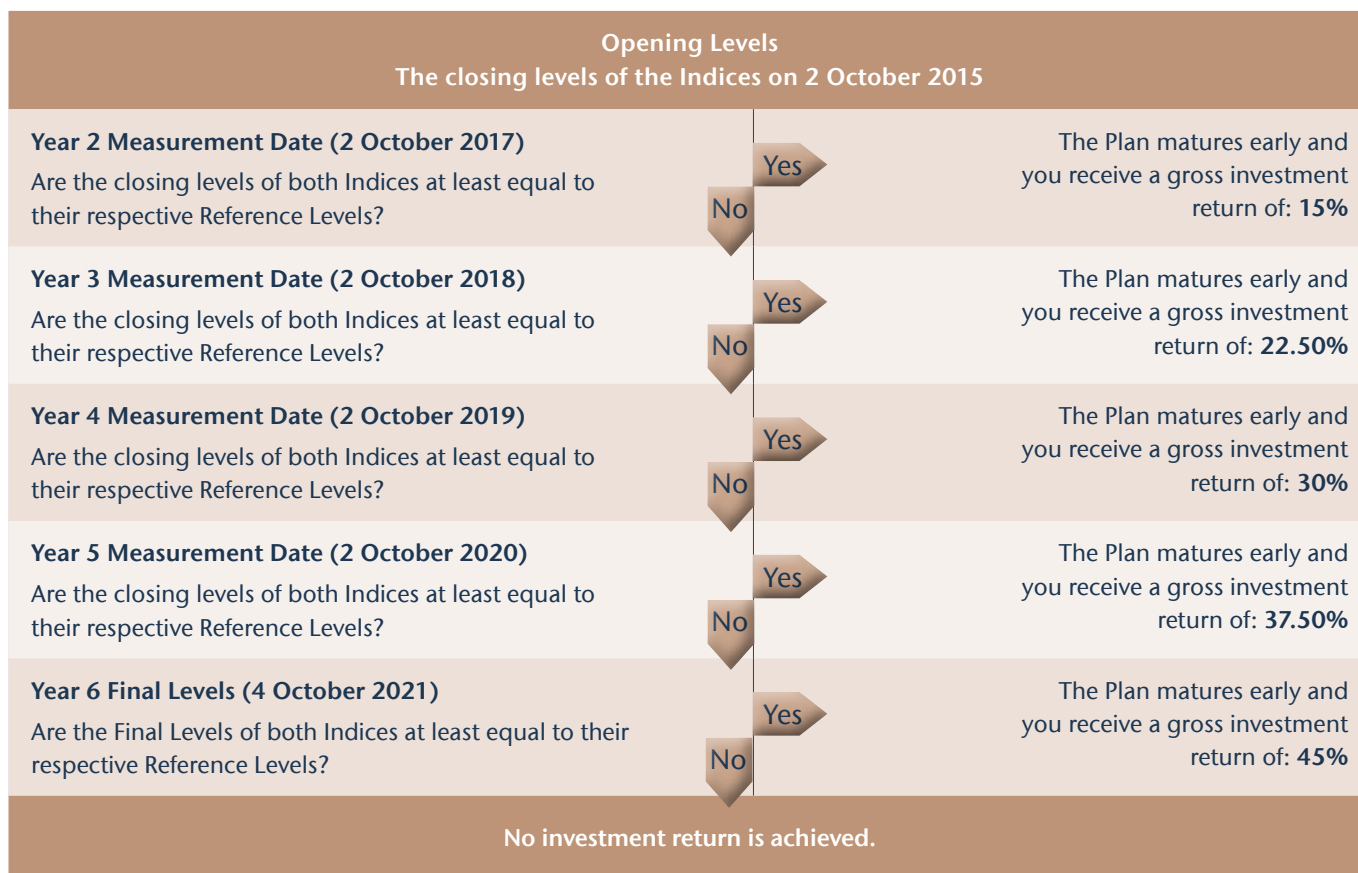 Opening Levels
The closing levels of the Indices on 2 October 2015
Year 2 Measurement Date (2 October 2017)
Are the closing levels of both Indices at least equal to
their respective Reference Levels?
Yes
No
The Plan matures early and
you receive a gross investment
return of: 15%
Year 3 Measurement Date (2 October 2018)
Are the closing levels of both Indices at least equal to
their respective Reference Levels?
Yes
No
The Plan matures early and
you receive a gross investment
return of: 22.50%
Year 4 Measurement Date (2 October 2019)
Are the closing levels of both Indices at least equal to
their respective Reference Levels?
Yes
No
The Plan matures early and
you receive a gross investment
return of: 30%
Year 5 Measurement Date (2 October 2020)
Are the closing levels of both Indices at least equal to
their respective Reference Levels?
Yes
No
The Plan matures early and
you receive a gross investment
return of: 37.50%
Year 6 Final Levels (4 October 2021)
Are the Final Levels of both Indices at least equal to their
respective Reference Levels?
Yes
No
The Plan matures early and
you receive a gross investment
return of: 45%
No investment return is achieved.